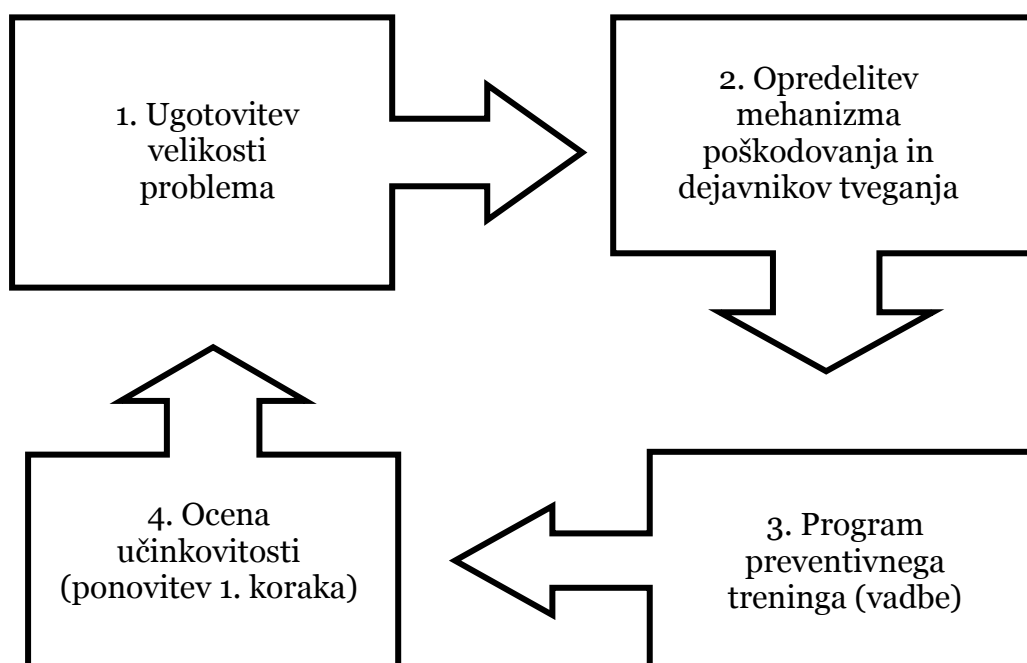 1. Ugotovitev
velikosti
problema
2. Opredelitev
mehanizma
poškodovanja in
dejavnikov tveganja
3. Program
preventivnega
treninga (vadbe)
4. Ocena
učinkovitosti
(ponovitev 1. koraka)